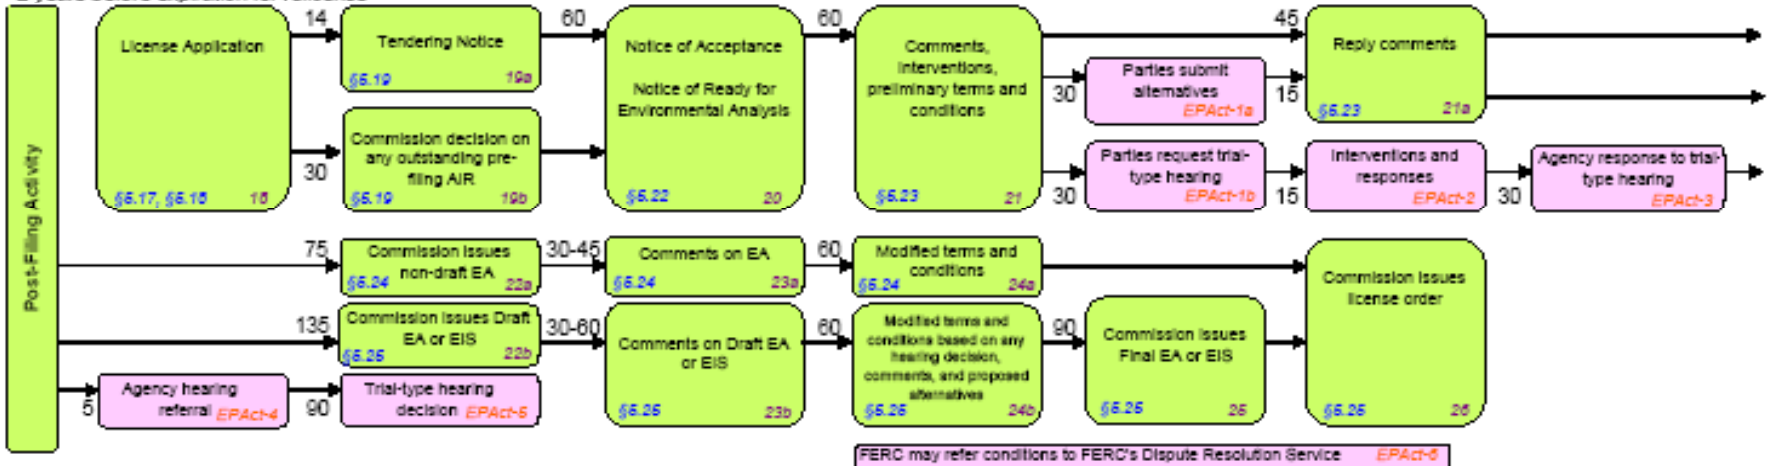 Post-Filing Activity
14
60
60
45
License Application
§5.17, §5.18 16
30
Tendering Notice
§5.19 19a
Commission decision on
any outstanding pre-
filing AIR
§5.19 19b
Notice of Acceptance
Notice of Ready for
Environmental Analysis
§5.22 20
Comments,
interventions,
preliminary terms and
conditions
§5.23 21
30
Parties submit
alternatives
EPAct-1a
15
Reply comments
§5.23 21a
30
Parties request trial-
type hearing
EPAct-1b
15
Interventions and
responses
EPAct-2
30
Agency response to trial-
type hearing
EPAct-3
75
Commission issues
non-draft EA
§5.24 22a
30-45
Comments on EA
§5.24 23a
60
Modified terms and
conditions
§5.24 24a
Commission issues
license order
§5.25 26
135
Commission issues Draft
EA or EIS
§5.25 22b
30-60
Comments on Draft EA
or EIS
§5.25 23b
60
Modified terms and
conditions based on any
hearing decision,
comments, and proposed
alternatives
§5.25 24b
90
Commission issues
Final EA or EIS
§5.25 25
5
Agency hearing
referral EPAct-4
90
Trial-type hearing
decision EPAct-5
FERC may refer conditions to FERC's Dispute Resolution Service EPAct-6